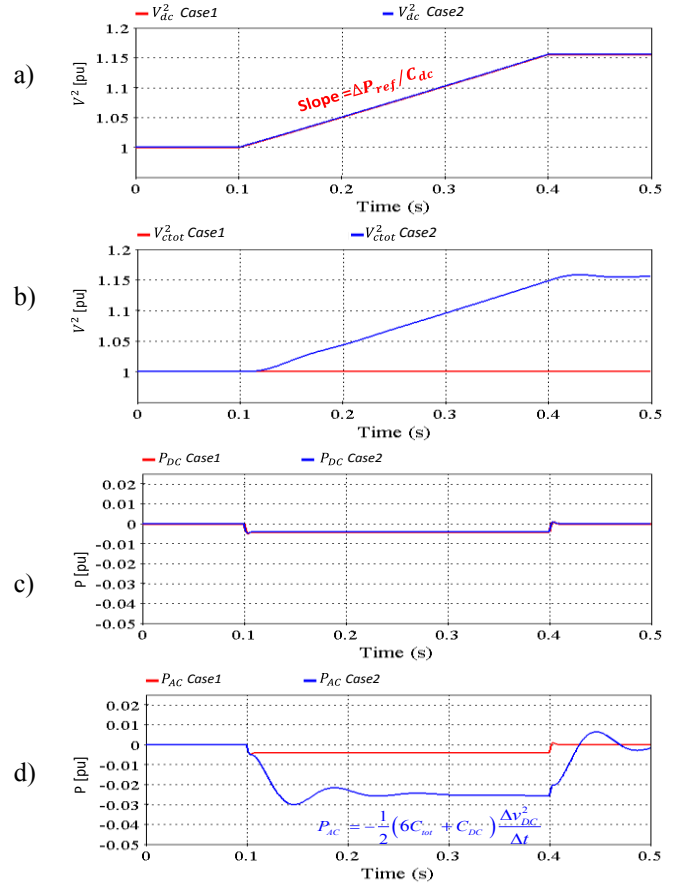 V²dc Case1 V²dc Case2
a)
V² [pu]
1.2
1.15
1.1
1.05
1
Slope =ΔPref/Cdc
0 0.1 0.2 0.3 0.4 0.5
Time (s)
V²ctot Case1 V²ctot Case2
b)
V² [pu]
1.2
1.15
1.1
1.05
1
0 0.1 0.2 0.3 0.4 0.5
Time (s)
PDC Case1 PDC Case2
c)
P [pu]
0.02
0.01
0
-0.01
-0.02
-0.03
-0.04
-0.05
0 0.1 0.2 0.3 0.4 0.5
Time (s)
PAC Case1 PAC Case2
d)
P [pu]
0.02
0.01
0
-0.01
-0.02
-0.03
-0.04
-0.05
PAC = -1/2(6Ctot + CDC) Δv²DC/Δt
0 0.1 0.2 0.3 0.4 0.5
Time (s)